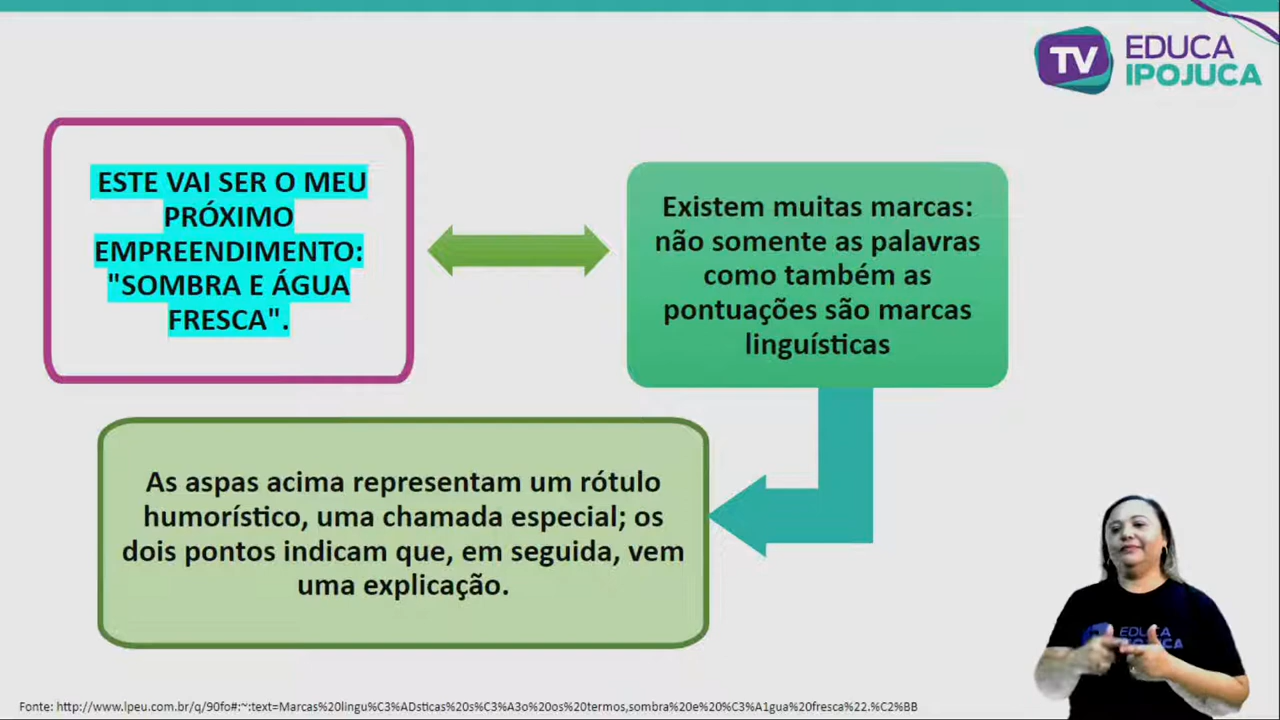 TV EDUCA
IPOJUCA
ESTE VAI SER O MEU
PRÓXIMO
EMPREENDIMENTO:
"SOMBRA E ÁGUA
FRESCA".
Existem muitas marcas:
não somente as palavras
como também as
pontuações são marcas
linguísticas
As aspas acima representam um rótulo
humorístico, uma chamada especial; os
dois pontos indicam que, em seguida, vem
uma explicação.
EDUCA
IPOJUCA
Fonte: http://www.lpeu.com.br/q/90fo#:~:text=Marcas%20lingu%C3%ADsticas%20s%C3%A3o%20os%20termos,sombra%20e%20%C3%A1gua%20fresca%22.%C2%BB